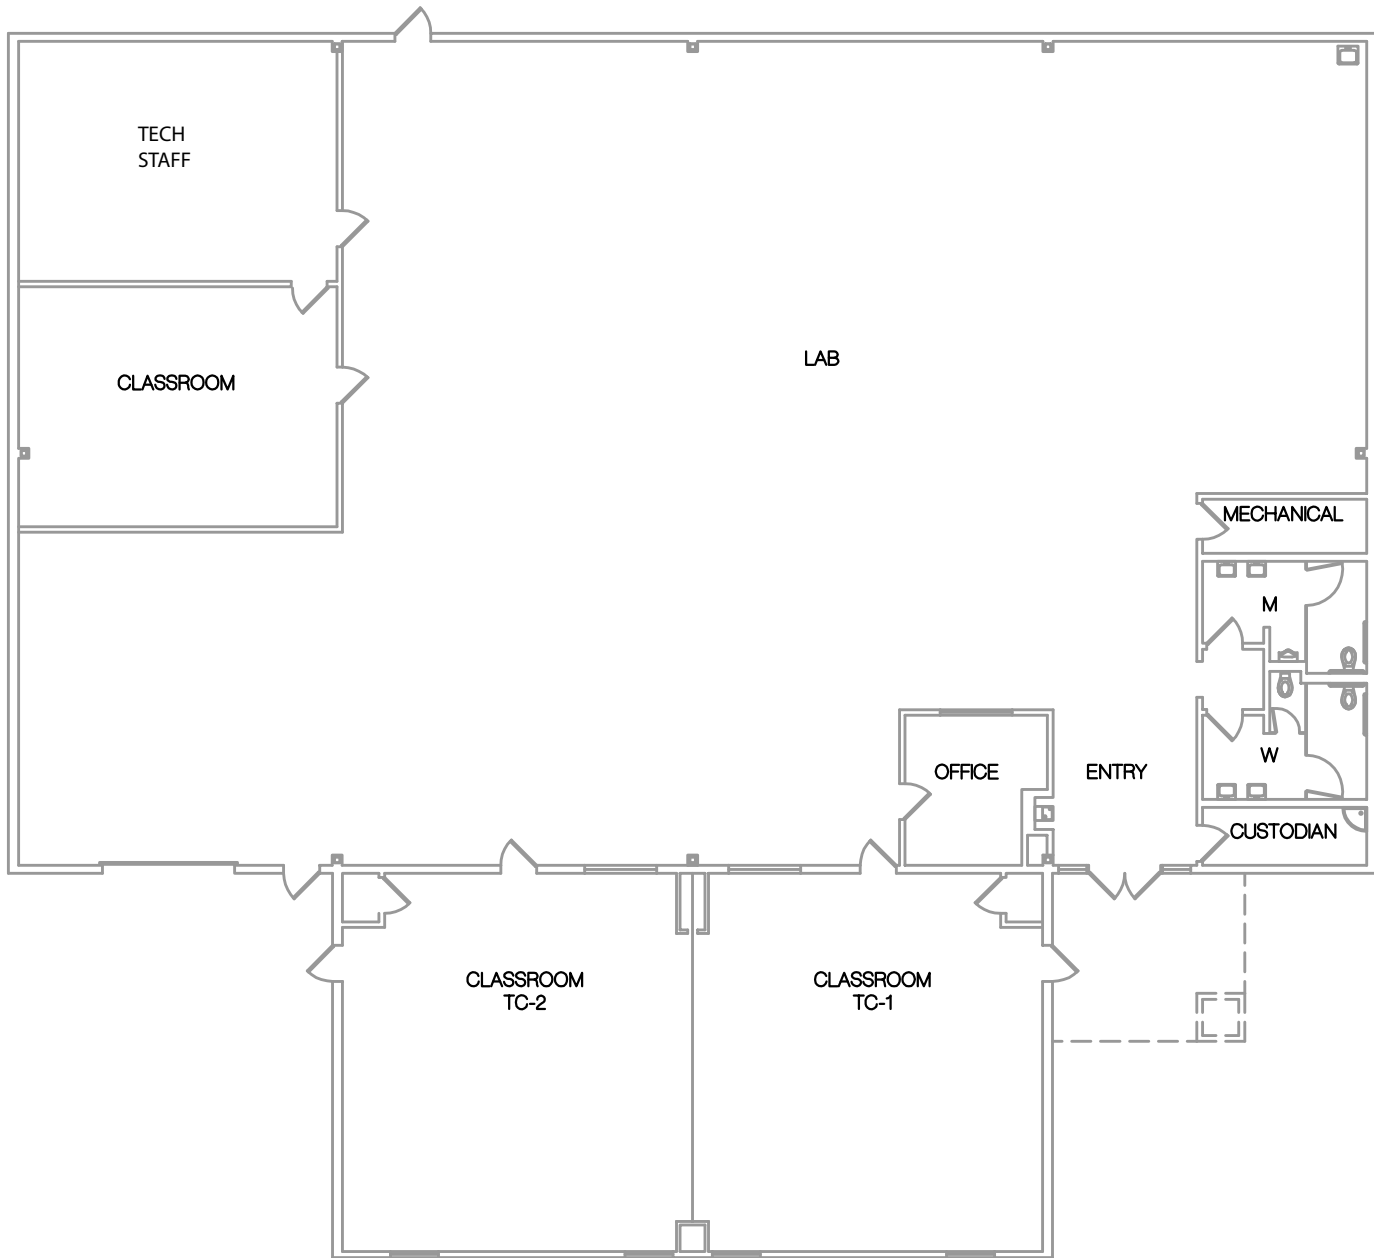 TECH
STAFF
LAB
CLASSROOM
MECHANICAL
M
W
OFFICE
ENTRY
CUSTODIAN
CLASSROOM
TC-2
CLASSROOM
TC-1